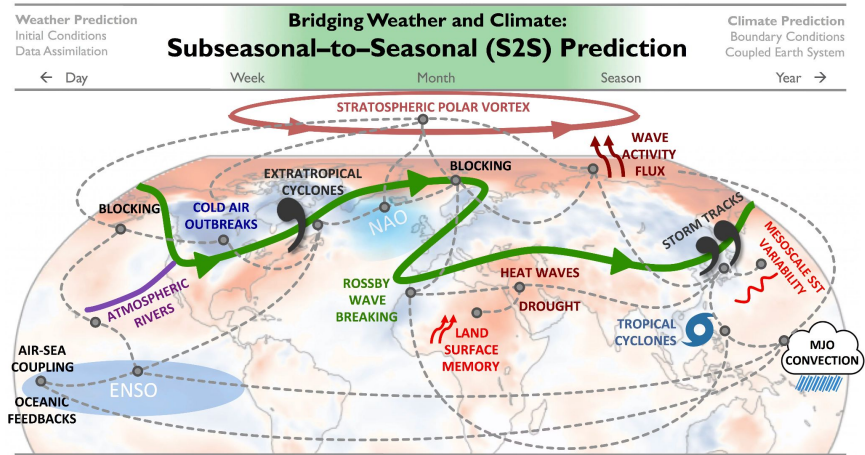 Weather Prediction
Initial Conditions
Data Assimilation
Bridging Weather and Climate:
Subseasonal–to–Seasonal (S2S) Prediction
Climate Prediction
Boundary Conditions
Coupled Earth System
← Day
Week
Month
Season
Year →
STRATOSPHERIC POLAR VORTEX
WAVE
ACTIVITY
FLUX
BLOCKING
EXTRATROPICAL
CYCLONES
BLOCKING
COLD AIR
OUTBREAKS
NAO
STORM TRACKS
MESOSCALE SST
VARIABILITY
ATMOSPHERIC
RIVERS
ROSSBY
WAVE
BREAKING
HEAT WAVES
DROUGHT
LAND
SURFACE
MEMORY
TROPICAL
CYCLONES
MJO
CONVECTION
AIR-SEA
COUPLING
ENSO
OCEANIC
FEEDBACKS